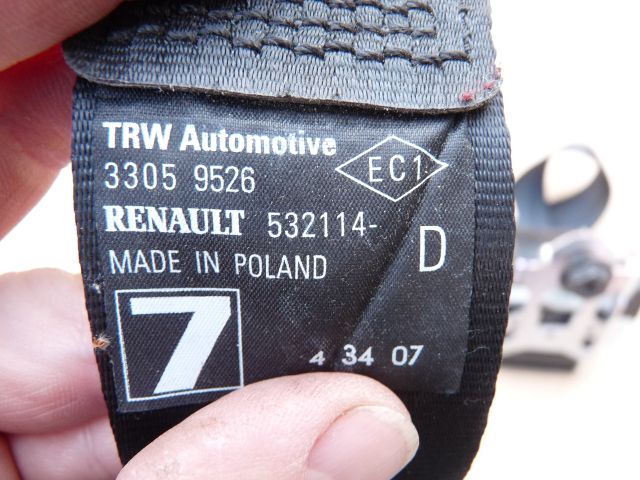 TRW Automotive
3305 9526
EC1
RENAULT 532114-
D
MADE IN POLAND
7
4 34 07